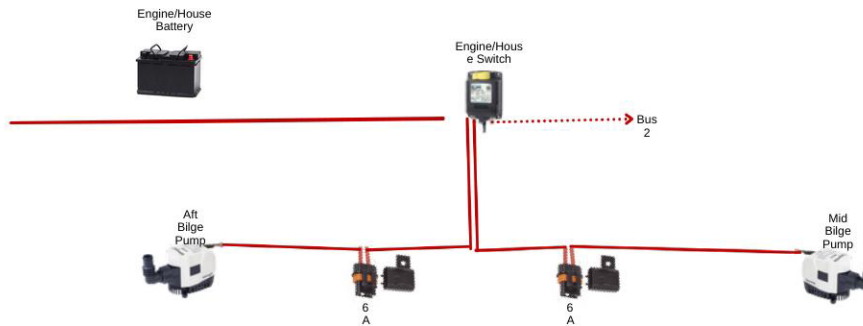 Engine/House
Battery
Engine/Hous
e Switch
Bus
2
Aft
Bilge
Pump
Mid
Bilge
Pump
6
A
6
A